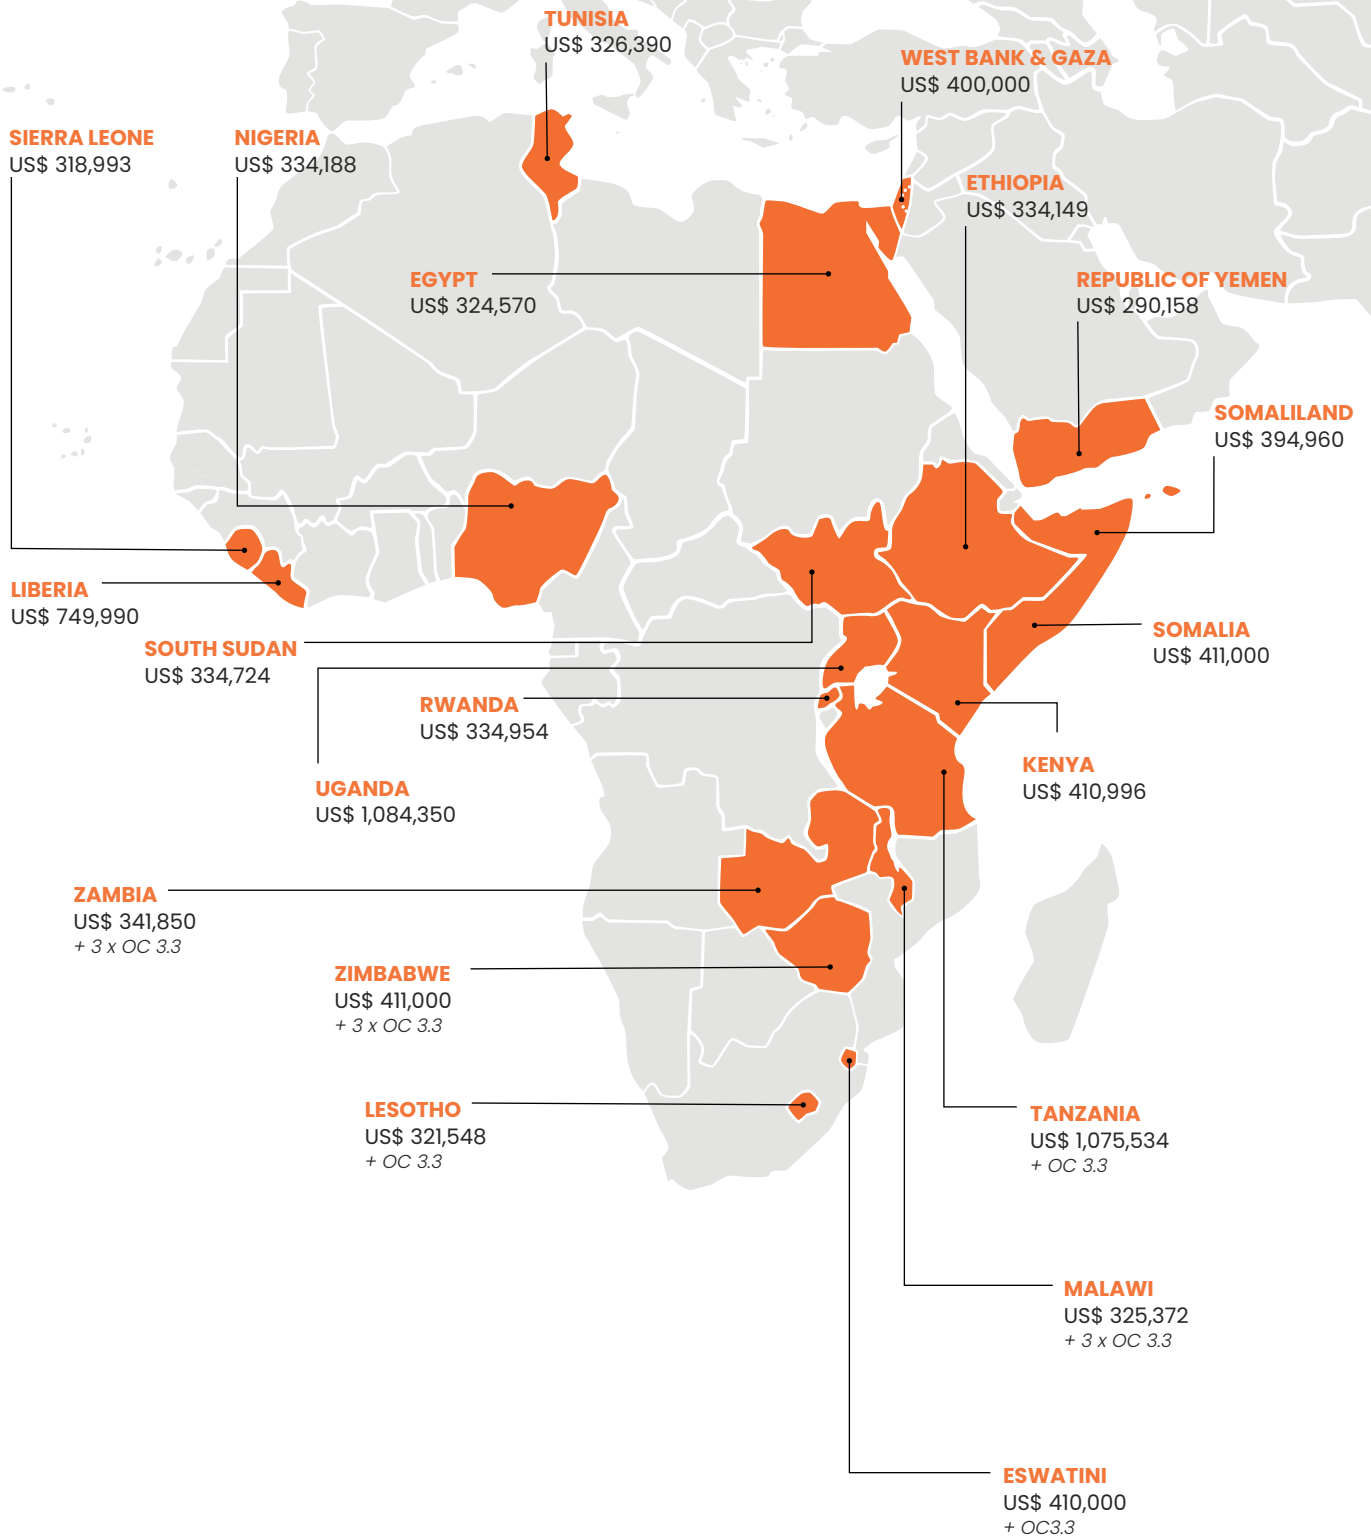 TUNISIA
US$ 326,390
WEST BANK & GAZA
US$ 400,000
SIERRA LEONE
US$ 318,993
NIGERIA
US$ 334,188
ETHIOPIA
US$ 334,149
EGYPT
US$ 324,570
REPUBLIC OF YEMEN
US$ 290,158
SOMALILAND
US$ 394,960
LIBERIA
US$ 749,990
SOUTH SUDAN
US$ 334,724
SOMALIA
US$ 411,000
RWANDA
US$ 334,954
KENYA
US$ 410,996
UGANDA
US$ 1,084,350
ZAMBIA
US$ 341,850
+ 3 x OC 3.3
ZIMBABWE
US$ 411,000
+ 3 x OC 3.3
LESOTHO
US$ 321,548
+ OC 3.3
TANZANIA
US$ 1,075,534
+ OC 3.3
MALAWI
US$ 325,372
+ 3 x OC 3.3
ESWATINI
US$ 410,000
+ OC3.3